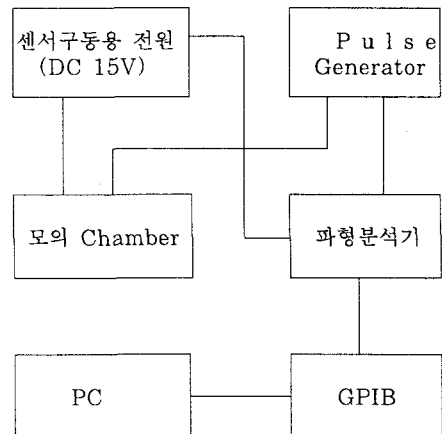 센서구동용 전원
(DC 15V)
Pulse
Generator
모의 Chamber
파형분석기
PC
GPIB